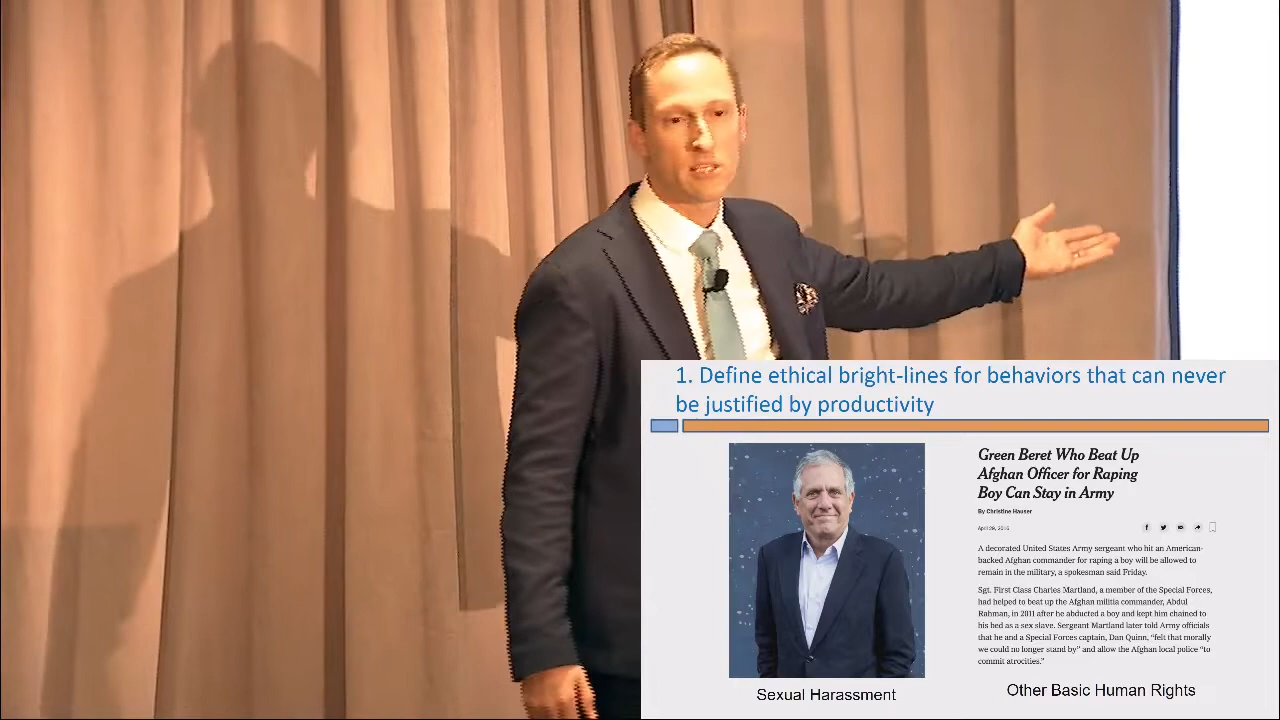 1. Define ethical bright-lines for behaviors that can never
be justified by productivity
Green Beret Who Beat Up
Afghan Officer for Raping
Boy Can Stay in Army
By Christine Hauser
April 29, 2016
A decorated United States Army sergeant who hit an American-
backed Afghan commander for raping a boy will be allowed to
remain in the military, a spokesman said Friday.
Sgt. First Class Charles Martland, a member of the Special Forces,
had helped to beat up the Afghan militia commander, Abdul
Rahman, in 2011 after he abducted a boy and kept him chained to
his bed as a sex slave. Sergeant Martland later told Army officials
that he and a Special Forces captain, Dan Quinn, “felt that morally
we could no longer stand by” and allow the Afghan local police “to
commit atrocities.”
Sexual Harassment
Other Basic Human Rights